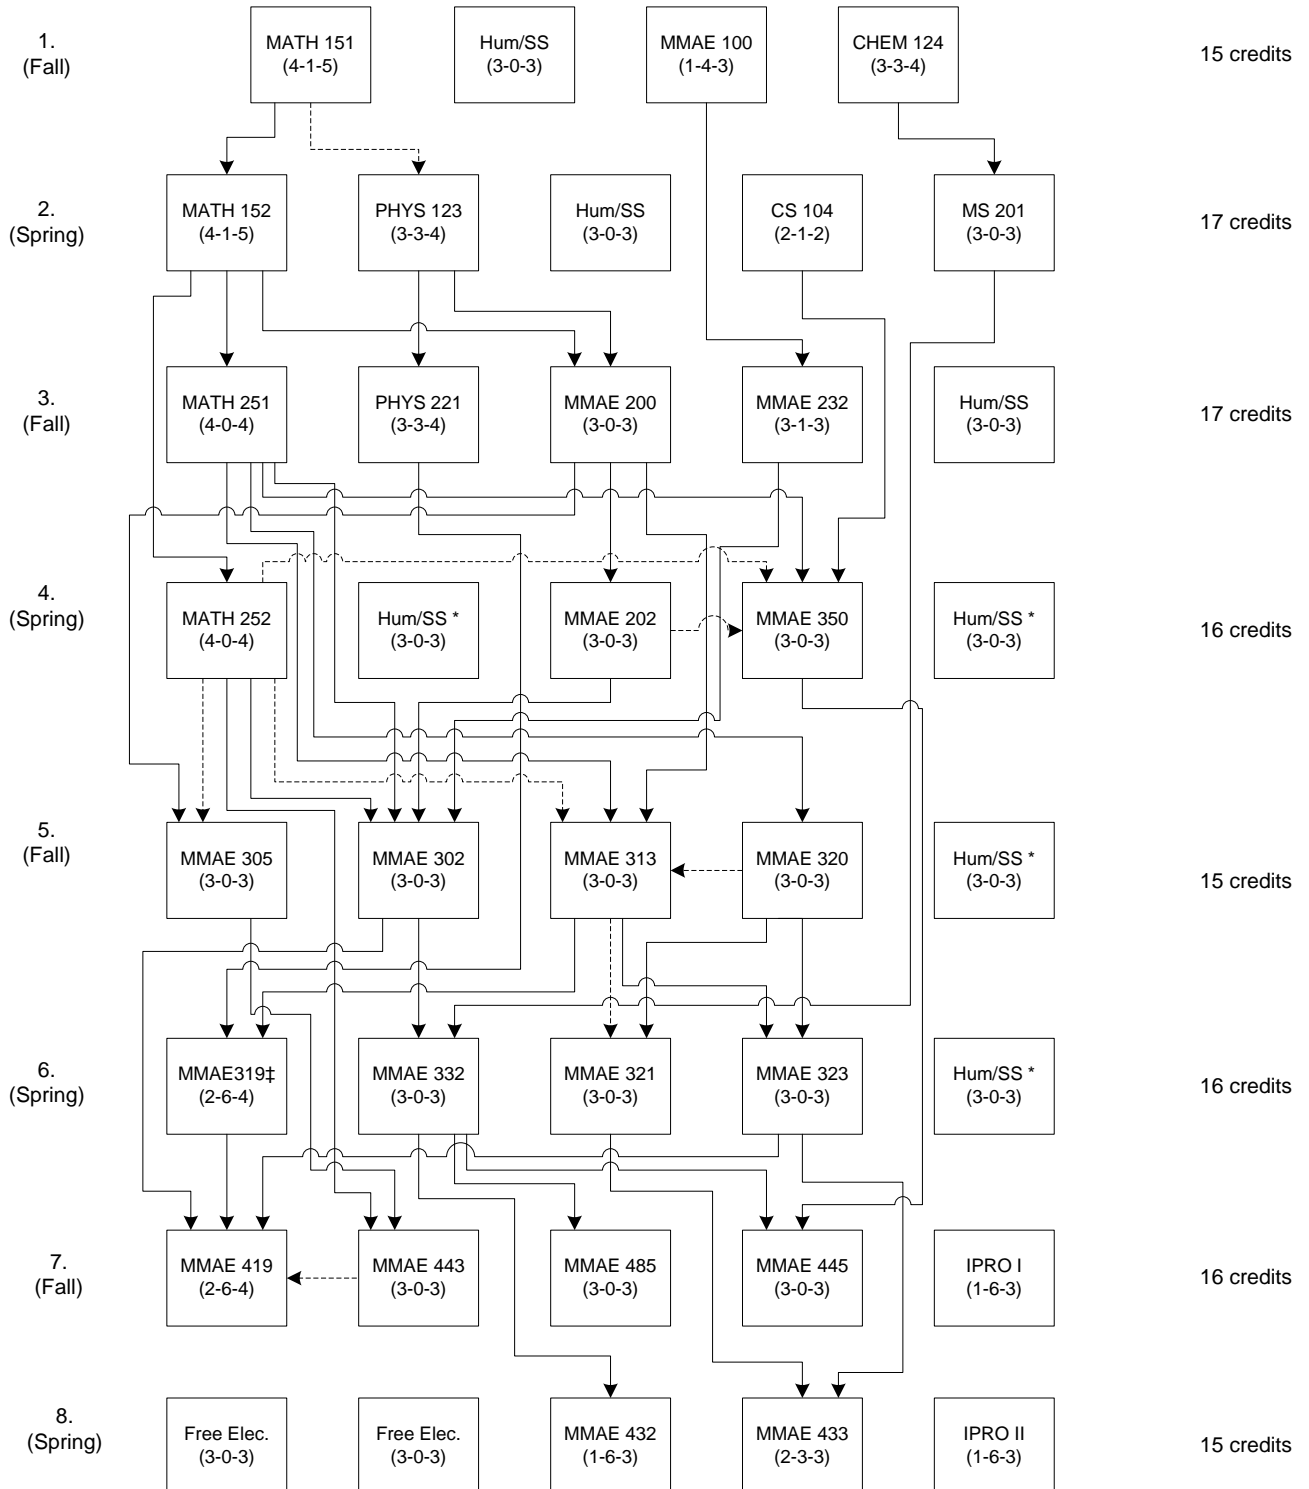 1.
(Fall)
MATH 151
(4-1-5)
Hum/SS
(3-0-3)
MMAE 100
(1-4-3)
CHEM 124
(3-3-4)
15 credits
2.
(Spring)
MATH 152
(4-1-5)
PHYS 123
(3-3-4)
Hum/SS
(3-0-3)
CS 104
(2-1-2)
MS 201
(3-0-3)
17 credits
3.
(Fall)
MATH 251
(4-0-4)
PHYS 221
(3-3-4)
MMAE 200
(3-0-3)
MMAE 232
(3-1-3)
Hum/SS
(3-0-3)
17 credits
4.
(Spring)
MATH 252
(4-0-4)
Hum/SS *
(3-0-3)
MMAE 202
(3-0-3)
MMAE 350
(3-0-3)
Hum/SS *
(3-0-3)
16 credits
5.
(Fall)
MMAE 305
(3-0-3)
MMAE 302
(3-0-3)
MMAE 313
(3-0-3)
MMAE 320
(3-0-3)
Hum/SS *
(3-0-3)
15 credits
6.
(Spring)
MMAE319‡
(2-6-4)
MMAE 332
(3-0-3)
MMAE 321
(3-0-3)
MMAE 323
(3-0-3)
Hum/SS *
(3-0-3)
16 credits
7.
(Fall)
MMAE 419
(2-6-4)
MMAE 443
(3-0-3)
MMAE 485
(3-0-3)
MMAE 445
(3-0-3)
IPRO I
(1-6-3)
16 credits
8.
(Spring)
Free Elec.
(3-0-3)
Free Elec.
(3-0-3)
MMAE 432
(1-6-3)
MMAE 433
(2-3-3)
IPRO II
(1-6-3)
15 credits